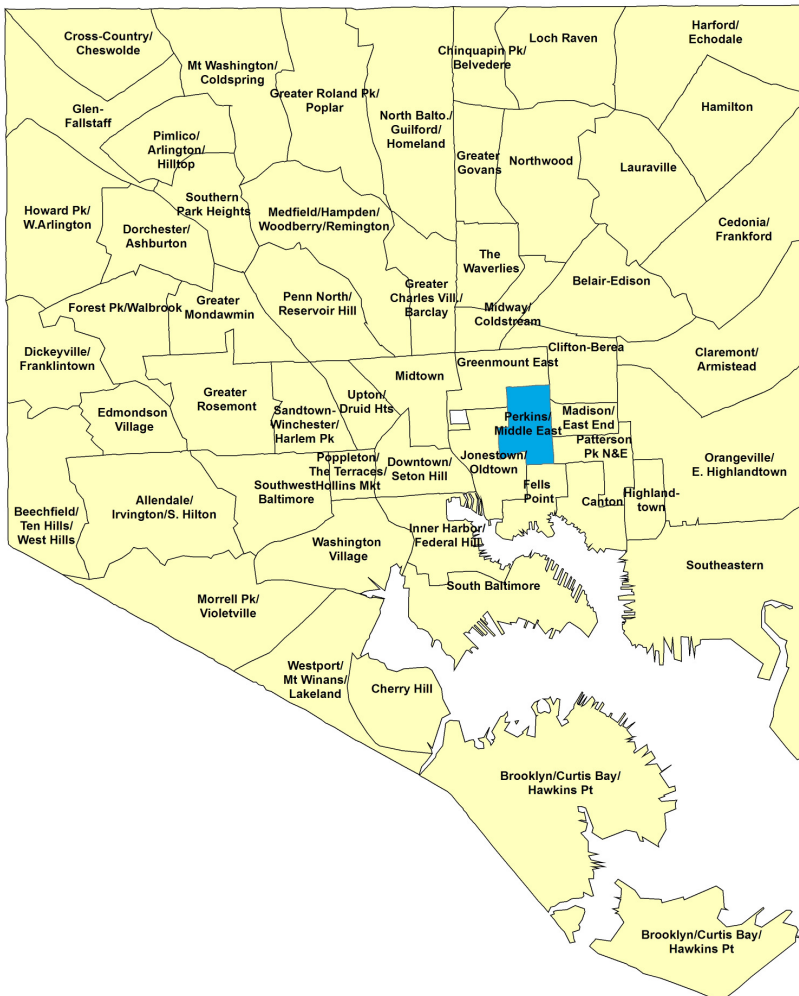 Cross-Country/
Cheswolde
Mt Washington/
Coldspring
Greater Roland Pk/
Poplar
Chinquapin Pk/
Belvedere
Loch Raven
Harford/
Echodale
Glen-
Fallstaff
Pimlico/
Arlington/
Hilltop
North Balto./
Guilford/
Homeland
Greater
Govans
Northwood
Lauraville
Hamilton
Howard Pk/
W.Arlington
Dorchester/
Ashburton
Southern
Park Heights
Medfield/Hampden/
Woodberry/Remington
The
Waverlies
Cedonia/
Frankford
Belair-Edison
Forest Pk/Walbrook
Greater
Mondawmin
Penn North/
Reservoir Hill
Greater
Charles Vill./
Barclay
Midway/
Coldstream
Clifton-Berea
Claremont/
Armistead
Dickeyville/
Franklintown
Edmondson
Village
Greater
Rosemont
Sandtown-
Winchester/
Harlem Pk
Upton/
Druid Hts
Midtown
Greenmount East
Perkins/
Middle East
Madison/
East End
Patterson
Pk N&E
Orangeville/
E. Highlandtown
Beechfield/
Ten Hills/
West Hills
Allendale/
Irvington/S. Hilton
Southwest
Baltimore
Poppleton/
The Terraces/
Hollins Mkt
Downtown/
Seton Hill
Jonestown/
Oldtown
Fells
Point
Canton
Highland-
town
Washington
Village
Inner Harbor/
Federal Hill
South Baltimore
Southeastern
Morrell Pk/
Violetville
Westport/
Mt Winans/
Lakeland
Cherry Hill
Brooklyn/Curtis Bay/
Hawkins Pt
Brooklyn/Curtis Bay/
Hawkins Pt